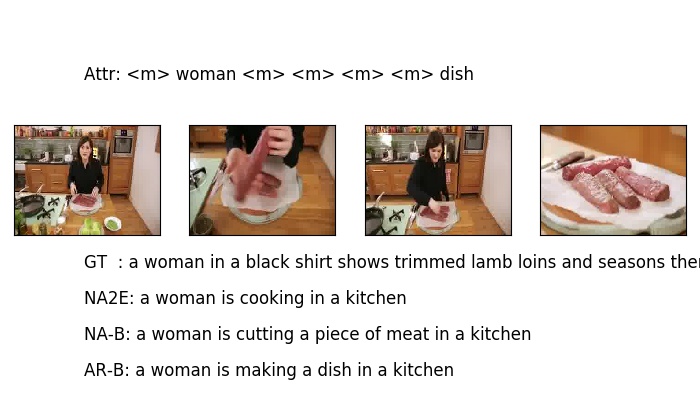 Attr: <m> woman <m> <m> <m> <m> dish
GT : a woman in a black shirt shows trimmed lamb loins and seasons
NA2E: a woman is cooking in a kitchen
NA-B: a woman is cutting a piece of meat in a kitchen
AR-B: a woman is making a dish in a kitchen